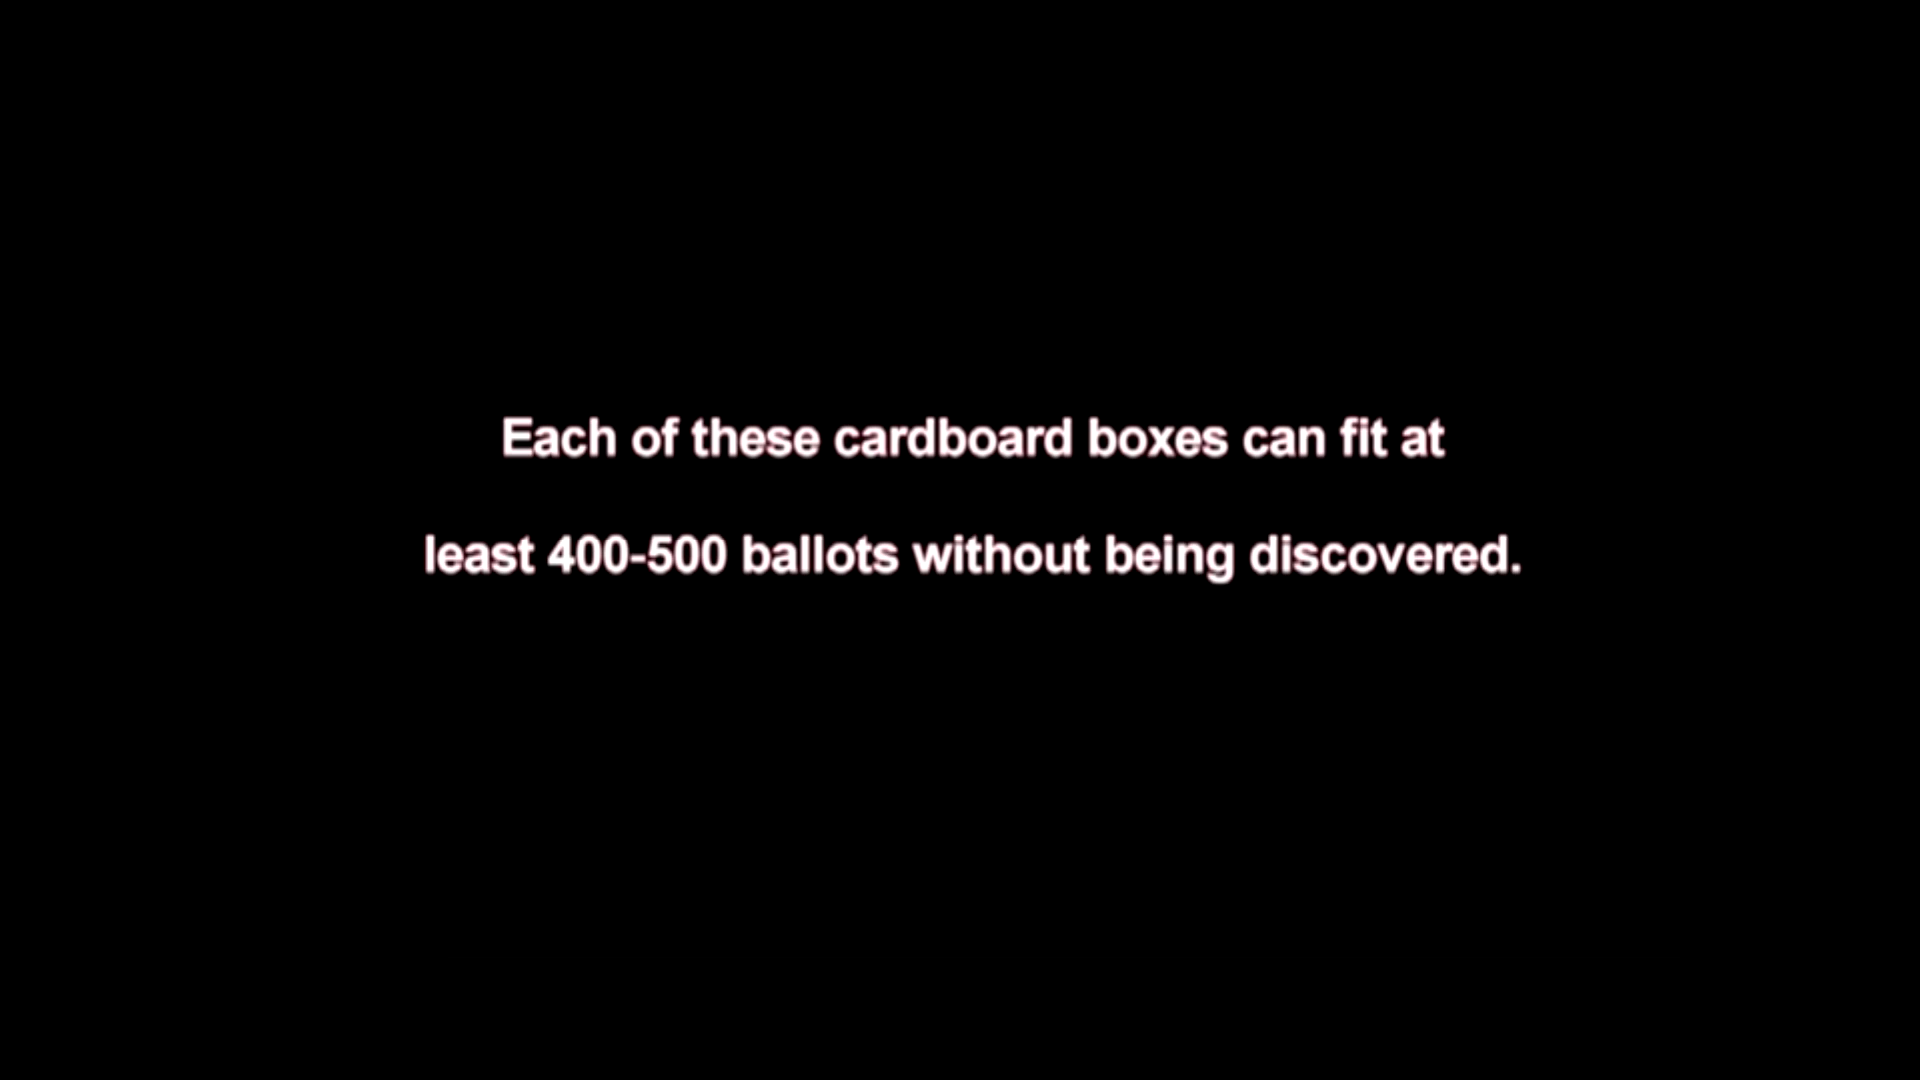 Each of these cardboard boxes can fit at
least 400-500 ballots without being discovered.